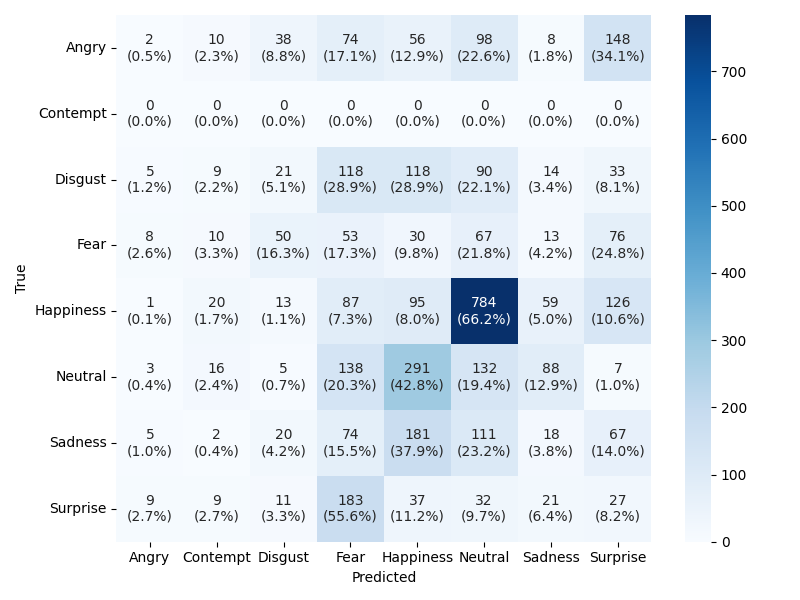 Angry 2 10 38 74 56 98 8 148
(0.5%) (2.3%) (8.8%) (17.1%) (12.9%) (22.6%) (1.8%) (34.1%)
Contempt 0 0 0 0 0 0 0 0
(0.0%) (0.0%) (0.0%) (0.0%) (0.0%) (0.0%) (0.0%) (0.0%)
Disgust 5 9 21 118 118 90 14 33
(1.2%) (2.2%) (5.1%) (28.9%) (28.9%) (22.1%) (3.4%) (8.1%)
Fear 8 10 50 53 30 67 13 76
(2.6%) (3.3%) (16.3%) (17.3%) (9.8%) (21.8%) (4.2%) (24.8%)
True
Happiness 1 20 13 87 95 784 59 126
(0.1%) (1.7%) (1.1%) (7.3%) (8.0%) (66.2%) (5.0%) (10.6%)
Neutral 3 16 5 138 291 132 88 7
(0.4%) (2.4%) (0.7%) (20.3%) (42.8%) (19.4%) (12.9%) (1.0%)
Sadness 5 2 20 74 181 111 18 67
(1.0%) (0.4%) (4.2%) (15.5%) (37.9%) (23.2%) (3.8%) (14.0%)
Surprise 9 9 11 183 37 32 21 27
(2.7%) (2.7%) (3.3%) (55.6%) (11.2%) (9.7%) (6.4%) (8.2%)
Angry Contempt Disgust Fear Happiness Neutral Sadness Surprise
Predicted
700
600
500
400
300
200
100
0